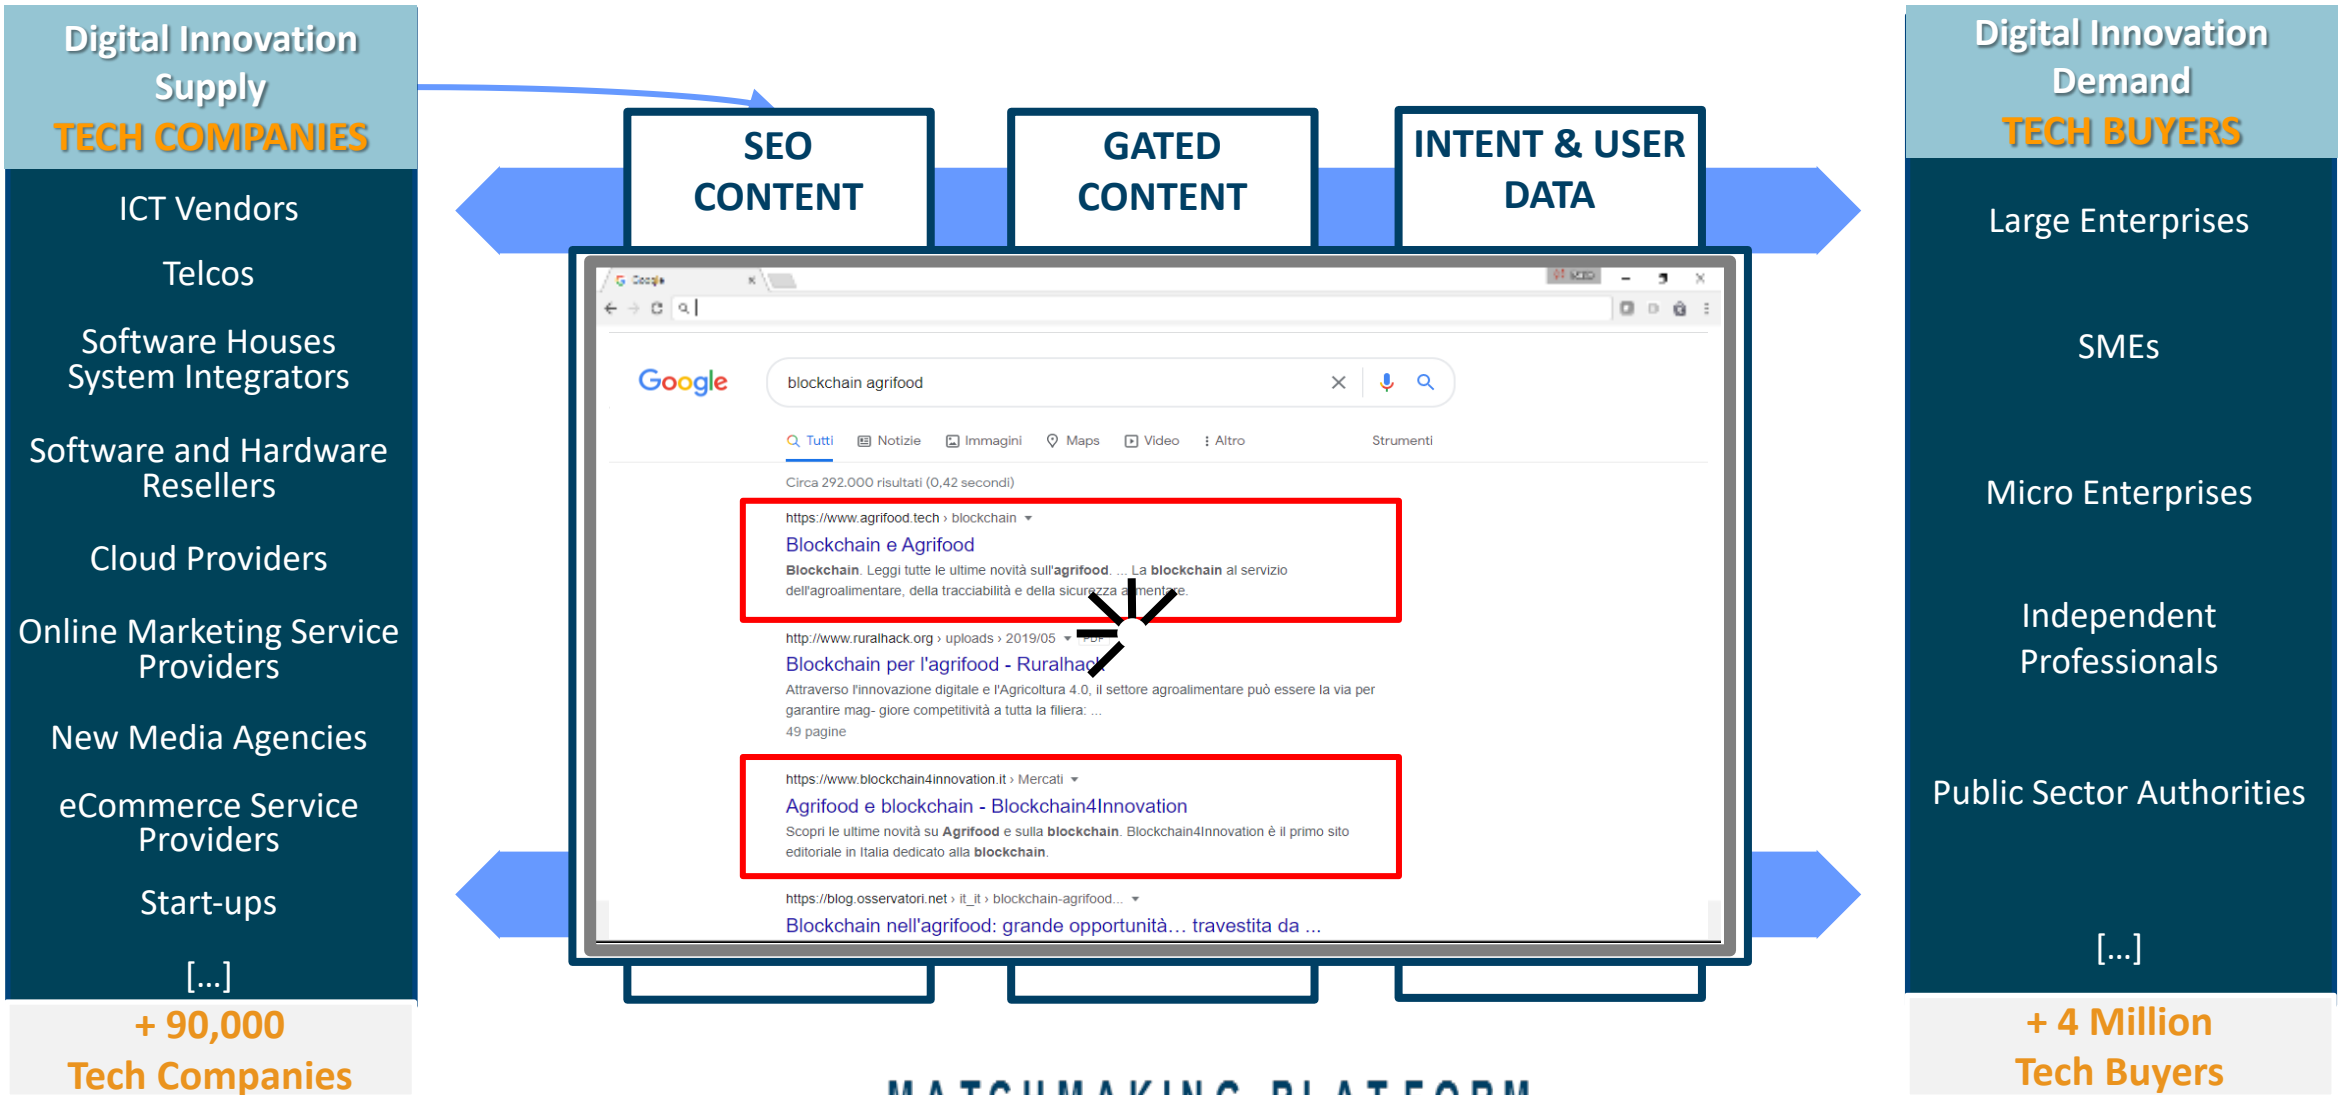 Digital Innovation
Supply
TECH COMPANIES
ICT Vendors
Telcos
Software Houses
System Integrators
Software and Hardware
Resellers
Cloud Providers
Online Marketing Service
Providers
New Media Agencies
eCommerce Service
Providers
Start-ups
[...]
+ 90,000
Tech Companies
SEO
CONTENT
GATED
CONTENT
INTENT & USER
DATA
Google
Google
blockchain agrifood
Tutti Notizie Immagini Maps Video Altro Strumenti
Circa 292.000 risultati (0,42 secondi)
https://www.agrifood.tech › blockchain
Blockchain e Agrifood
Blockchain. Leggi tutte le ultime novità sull'agrifood. ... La blockchain al servizio
dell'agroalimentare, della tracciabilità e della sicurezza
http://www.ruralhack.org › uploads › 2019/05
Blockchain per l'agrifood - Ruralhack
Attraverso l'innovazione digitale e l'Agricoltura 4.0, il settore agroalimentare può essere la via per
garantire mag- giore competitività a tutta la filiera: ...
49 pagine
https://www.blockchain4innovation.it › Mercati
Agrifood e blockchain - Blockchain4Innovation
Scopri le ultime novità su Agrifood e sulla blockchain. Blockchain4Innovation è il primo sito
editoriale in Italia dedicato alla blockchain.
https://blog.osservatori.net › it_it › blockchain-agrifood...
Blockchain nell'agrifood: grande opportunità… travestita da ...
MATCHMAKING PLATFORM
Digital Innovation
Demand
TECH BUYERS
Large Enterprises
SMEs
Micro Enterprises
Independent
Professionals
Public Sector Authorities
[...]
+ 4 Million
Tech Buyers